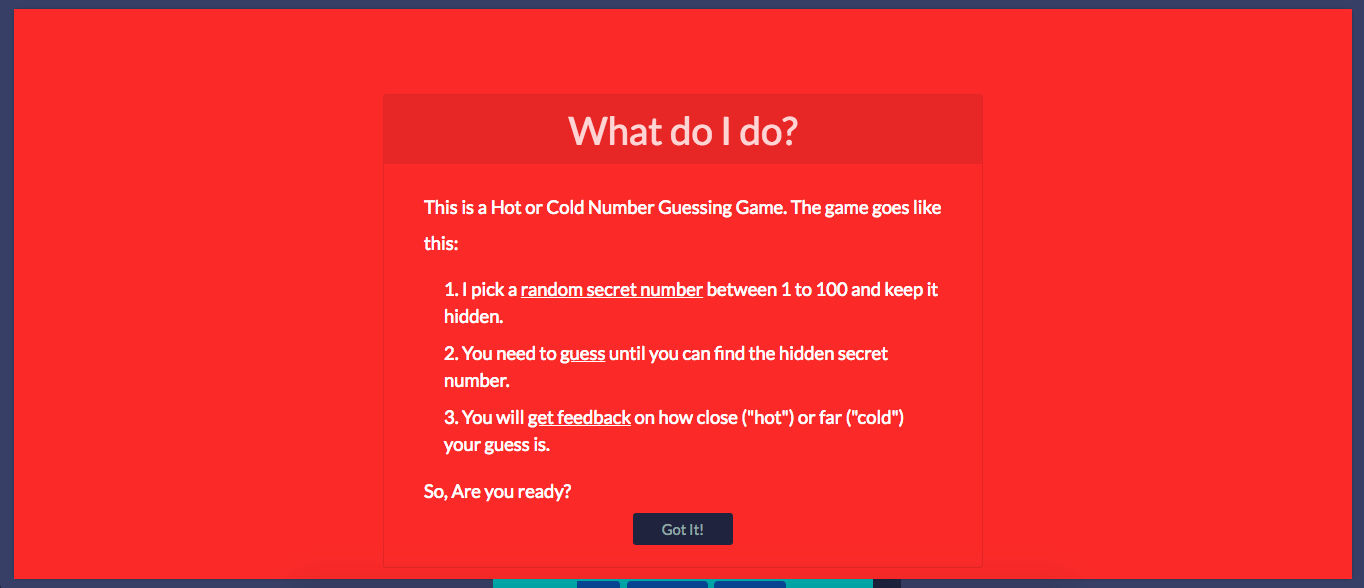 What do I do?
This is a Hot or Cold Number Guessing Game. The game goes like
this:
1. I pick a random secret number between 1 to 100 and keep it
hidden.
2. You need to guess until you can find the hidden secret
number.
3. You will get feedback on how close ("hot") or far ("cold")
your guess is.
So, Are you ready?
Got It!